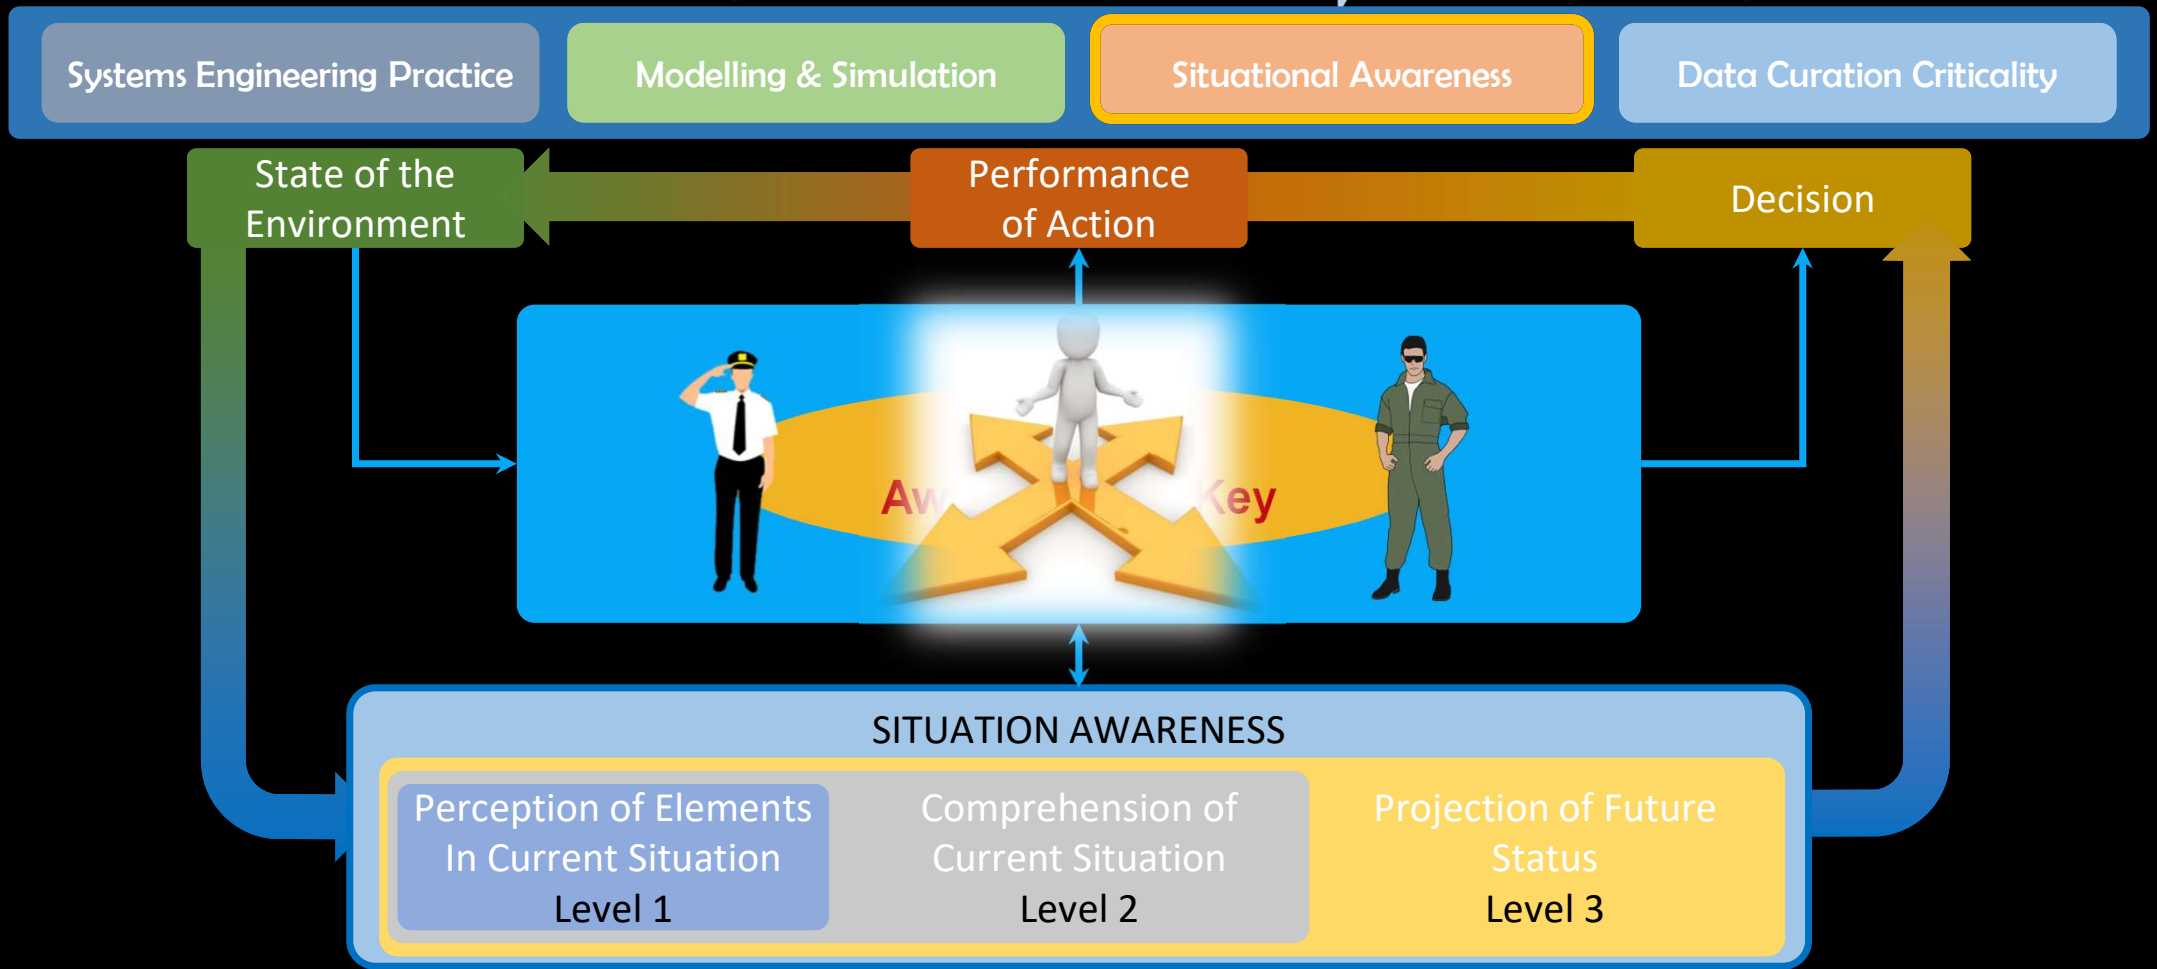 Systems Engineering Practice
Modelling & Simulation
Situational Awareness
Data Curation Criticality
State of the
Environment
Performance
of Action
Decision
Key
SITUATION AWARENESS
Perception of Elements
In Current Situation
Level 1
Comprehension of
Current Situation
Level 2
Projection of Future
Status
Level 3